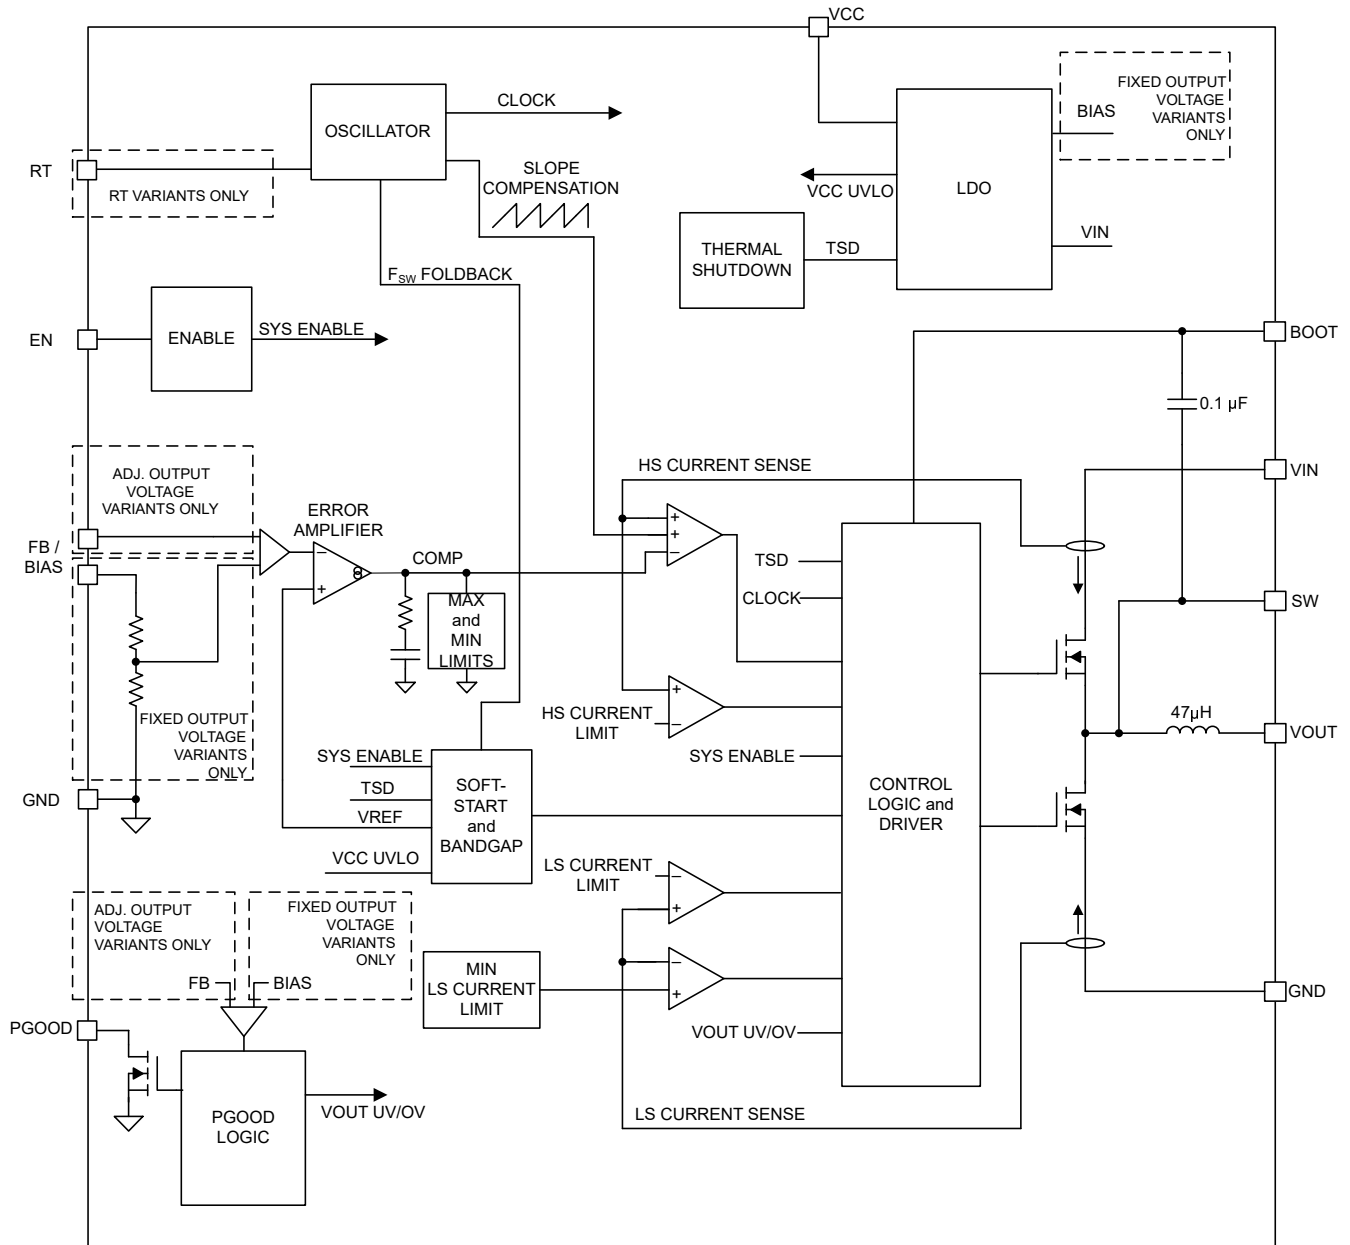 VCC
FIXED OUTPUT
VOLTAGE
VARIANTS
ONLY
BIAS
CLOCK
OSCILLATOR
RT
RT VARIANTS ONLY
SLOPE
COMPENSATION
VCC UVLO
LDO
VIN
THERMAL
SHUTDOWN
TSD
FSW FOLDBACK
EN
ENABLE
SYS ENABLE
BOOT
0.1 µF
ADJ. OUTPUT
VOLTAGE
VARIANTS ONLY
HS CURRENT SENSE
VIN
ERROR
AMPLIFIER
FB /
BIAS
−
+
COMP
+
+
−
TSD
CLOCK
SW
MAX
and
MIN
LIMITS
FIXED OUTPUT
VOLTAGE
VARIANTS
ONLY
HS CURRENT
LIMIT
+
−
47µH
VOUT
SYS ENABLE
SYS ENABLE
TSD
VREF
VCC UVLO
SOFT-
START
and
BANDGAP
CONTROL
LOGIC and
DRIVER
GND
LS CURRENT
LIMIT
−
+
ADJ. OUTPUT
VOLTAGE
VARIANTS ONLY
FIXED OUTPUT
VOLTAGE
VARIANTS
ONLY
FB
BIAS
MIN
LS CURRENT
LIMIT
−
+
GND
PGOOD
VOUT UV/OV
PGOOD
LOGIC
VOUT UV/OV
LS CURRENT SENSE